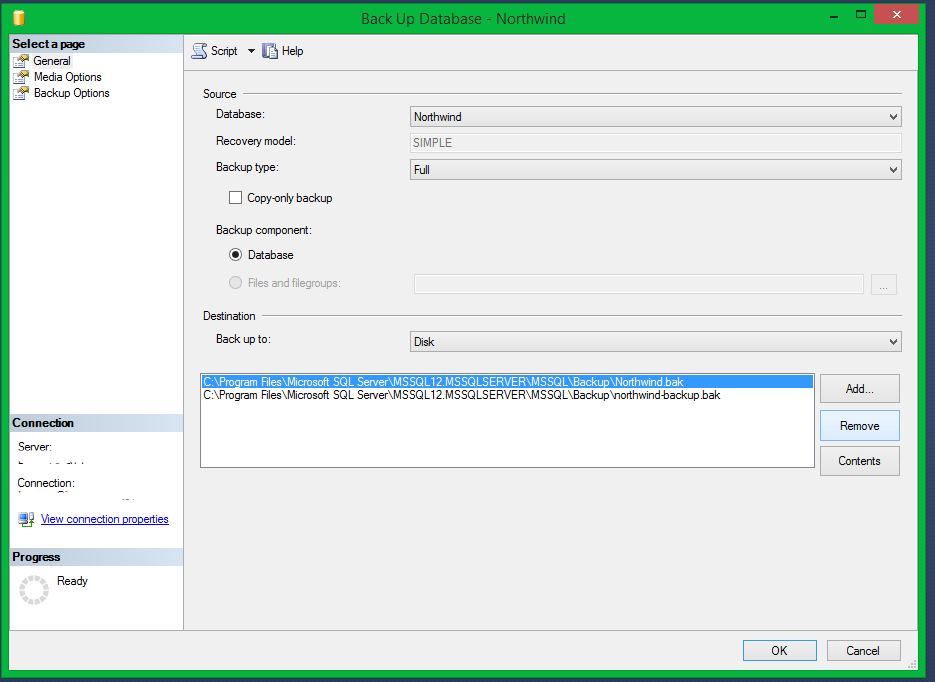 Back Up Database - Northwind
Select a page
General
Media Options
Backup Options
Script
Help
Source
Database:
Northwind
Recovery model:
SIMPLE
Backup type:
Full
Copy-only backup
Backup component:
Database
Files and filegroups:
...
Destination
Back up to:
Disk
C:\Program Files\Microsoft SQL Server\MSSQL12.MSSQLSERVER\MSSQL\Backup\Northwind.bak
C:\Program Files\Microsoft SQL Server\MSSQL12.MSSQLSERVER\MSSQL\Backup\northwind-backup.bak
Add...
Remove
Contents
Connection
Server:
Connection:
View connection properties
Progress
Ready
OK
Cancel